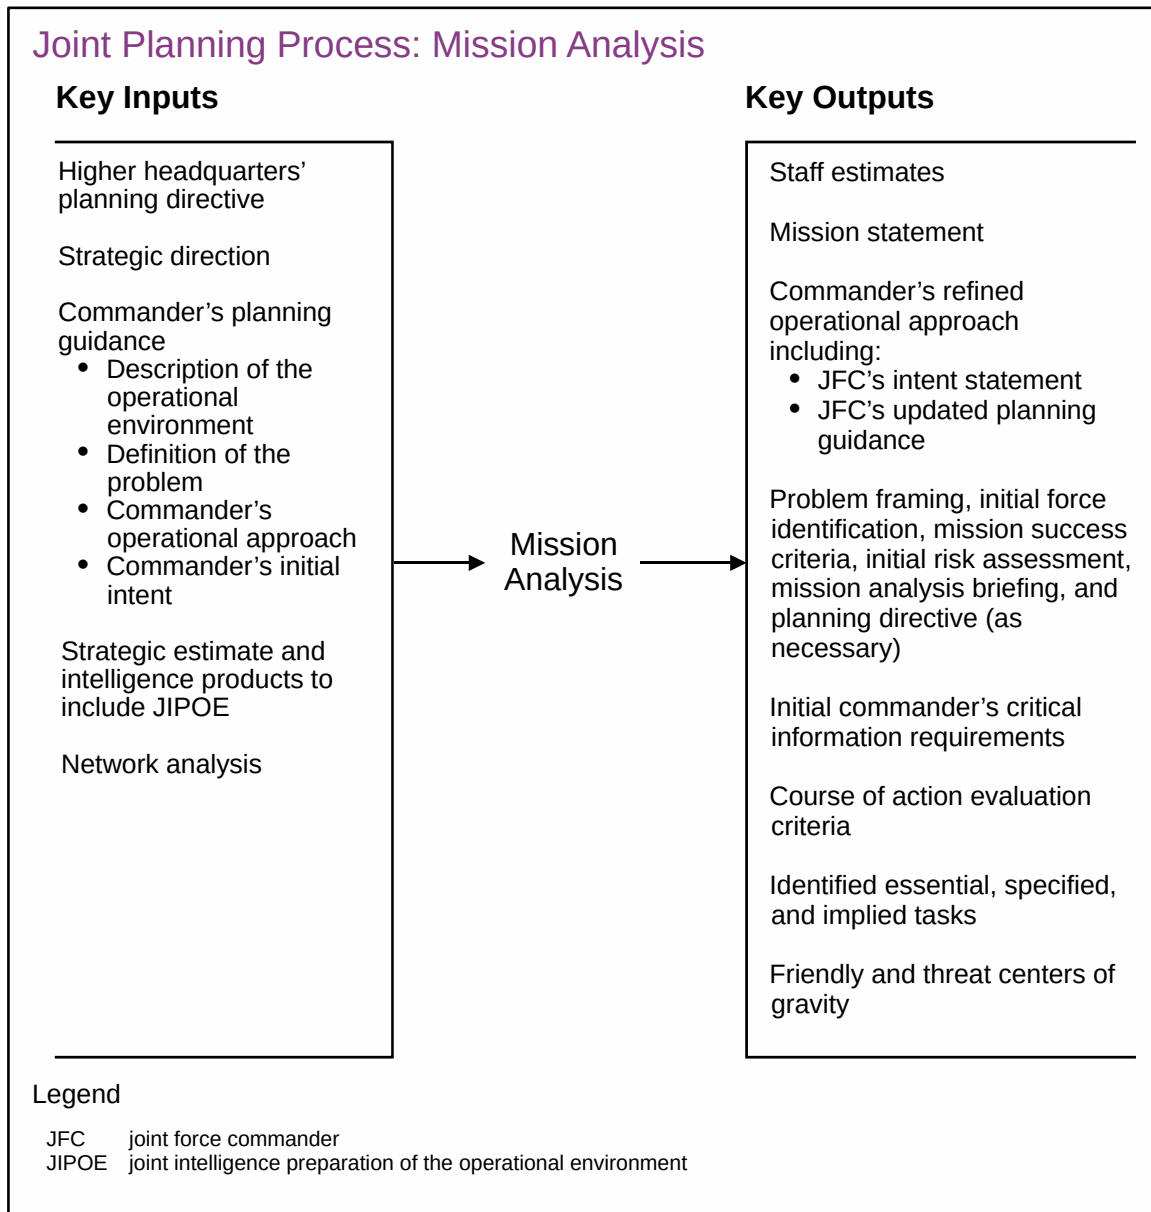 Joint Planning Process: Mission Analysis
Key Inputs
Higher headquarters’
planning directive
Strategic direction
Commander’s planning
guidance
• Description of the
operational
environment
• Definition of the
problem
• Commander’s
operational approach
• Commander’s initial
intent
Strategic estimate and
intelligence products to
include JIPOE
Network analysis
Mission
Analysis
Key Outputs
Staff estimates
Mission statement
Commander’s refined
operational approach
including:
• JFC’s intent statement
• JFC’s updated planning
guidance
Problem framing, initial force
identification, mission success
criteria, initial risk assessment,
mission analysis briefing, and
planning directive (as
necessary)
Initial commander’s critical
information requirements
Course of action evaluation
criteria
Identified essential, specified,
and implied tasks
Friendly and threat centers of
gravity
Legend
JFC joint force commander
JIPOE joint intelligence preparation of the operational environment